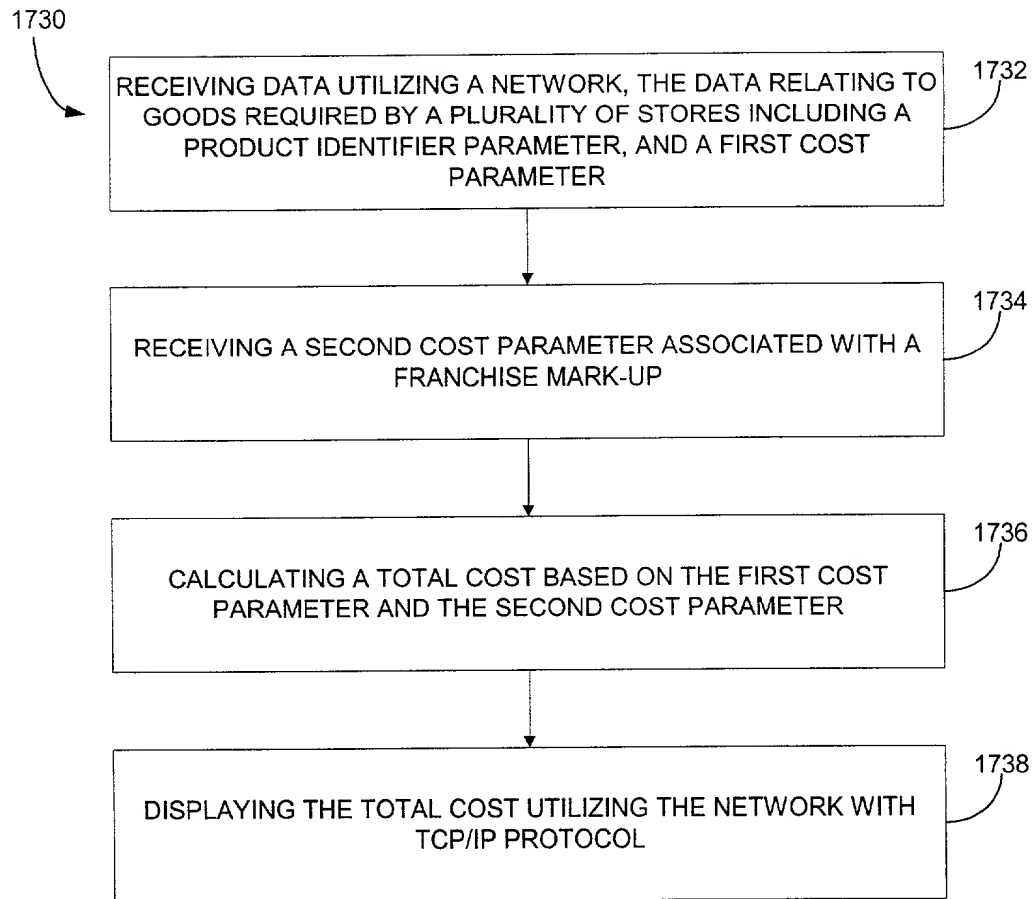 1730
1732
RECEIVING DATA UTILIZING A NETWORK, THE DATA RELATING TO
GOODS REQUIRED BY A PLURALITY OF STORES INCLUDING A
PRODUCT IDENTIFIER PARAMETER, AND A FIRST COST
PARAMETER
1734
RECEIVING A SECOND COST PARAMETER ASSOCIATED WITH A
FRANCHISE MARK-UP
1736
CALCULATING A TOTAL COST BASED ON THE FIRST COST
PARAMETER AND THE SECOND COST PARAMETER
1738
DISPLAYING THE TOTAL COST UTILIZING THE NETWORK WITH
TCP/IP PROTOCOL